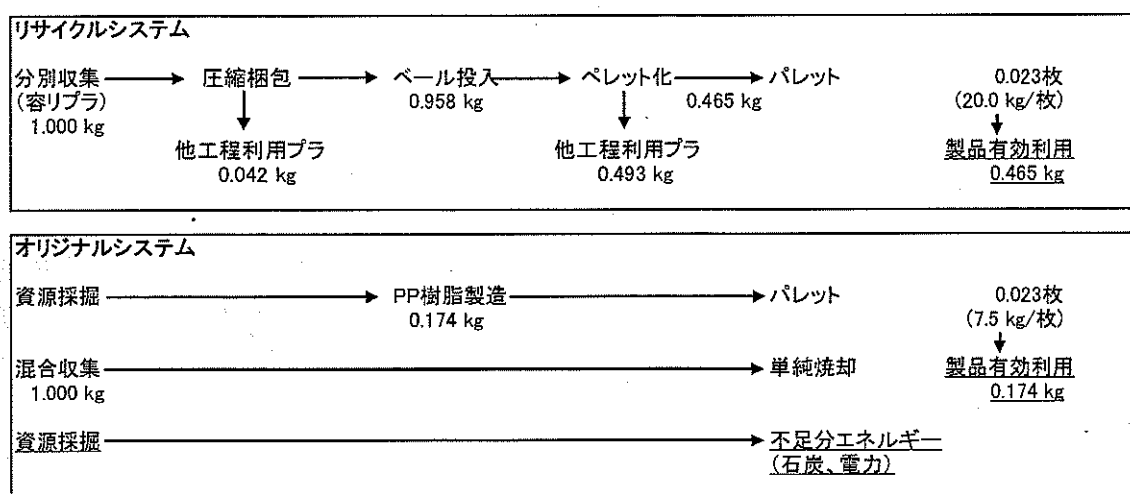 リサイクルシステム
分別収集 圧縮梱包 ベール投入 ペレット化 パレット 0.023枚
(容リプラ) 0.958 kg 0.465 kg (20.0 kg/枚)
1.000 kg
他工程利用プラ 他工程利用プラ 製品有効利用
0.042 kg 0.493 kg 0.465 kg
オリジナルシステム
資源採掘 PP樹脂製造 パレット 0.023枚
0.174 kg (7.5 kg/枚)
混合収集 単純焼却 製品有効利用
1.000 kg 0.174 kg
資源採掘 不足分エネルギー
(石炭、電力)